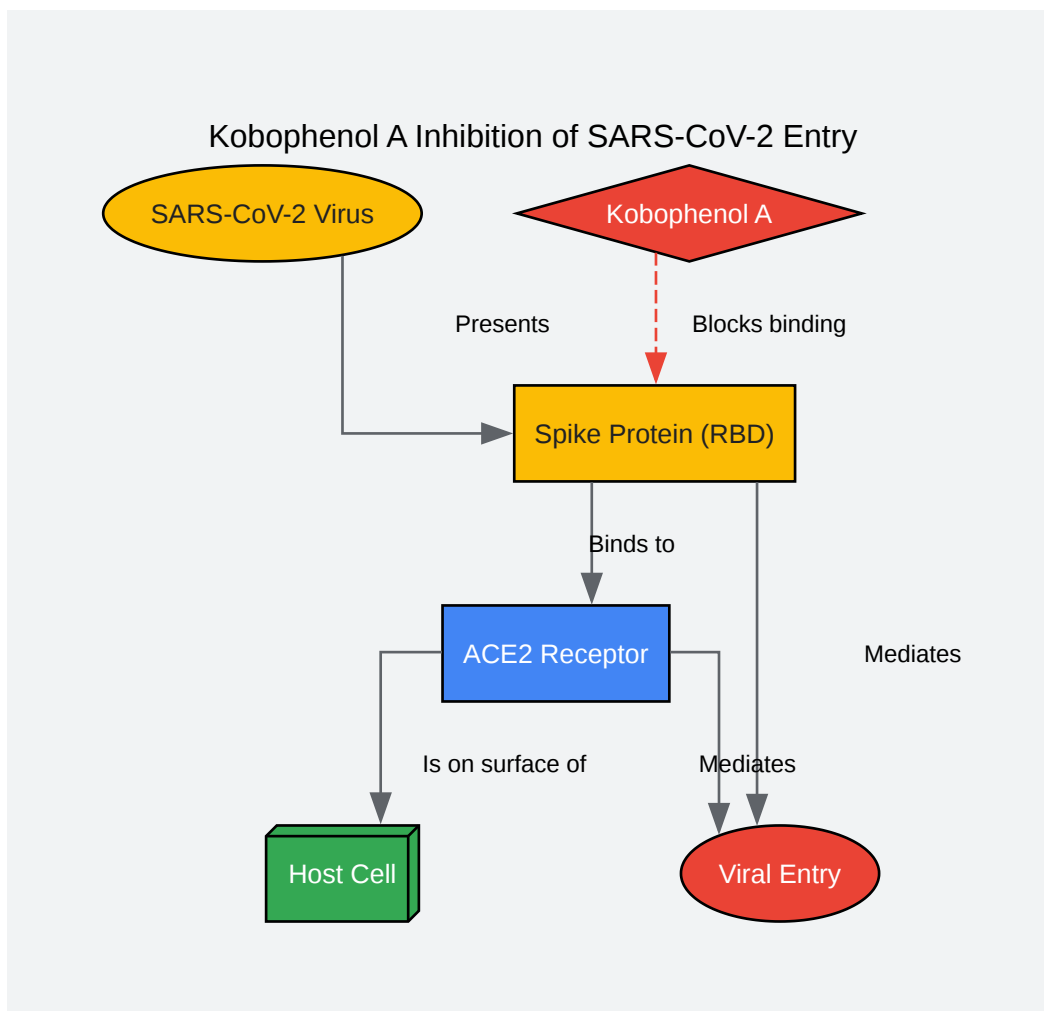 Kobophenol A Inhibition of SARS-CoV-2 Entry
SARS-CoV-2 Virus
Kobophenol A
Presents
Blocks binding
Spike Protein (RBD)
Binds to
ACE2 Receptor
Mediates
Is on surface of
Mediates
Host Cell
Viral Entry